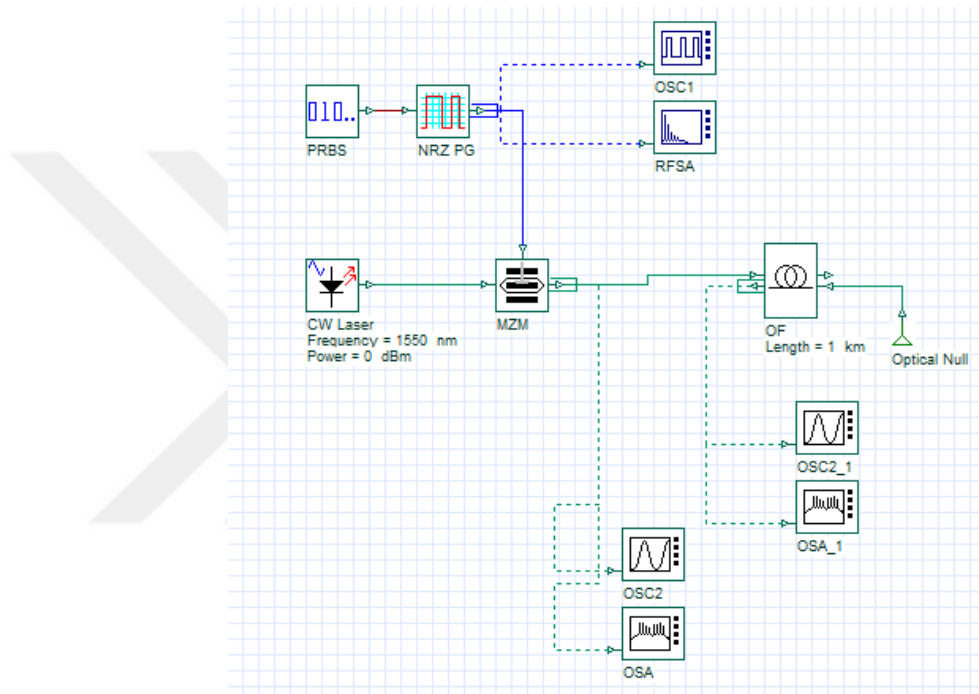 OSC1
010..
PRBS
NRZ PG
RFSA
CW Laser
Frequency = 1550 nm
Power = 0 dBm
MZM
OF
Length = 1 km
Optical Null
OSC2_1
OSA_1
OSC2
OSA